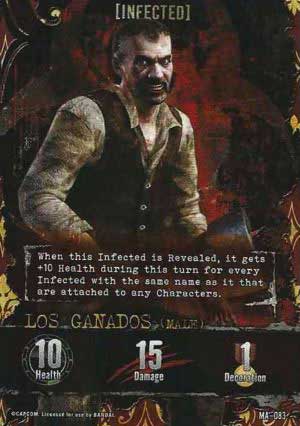 [INFECTED]
When this Infected is Revealed, it gets
+10 Health during this turn for every
Infected with the same name as it that
are attached to any Characters.
LOS GANADOS (MALE)
10
Health
15
Damage
1
Decoration
©CAPCOM. Licensed for use by BANDAI.
MA-083